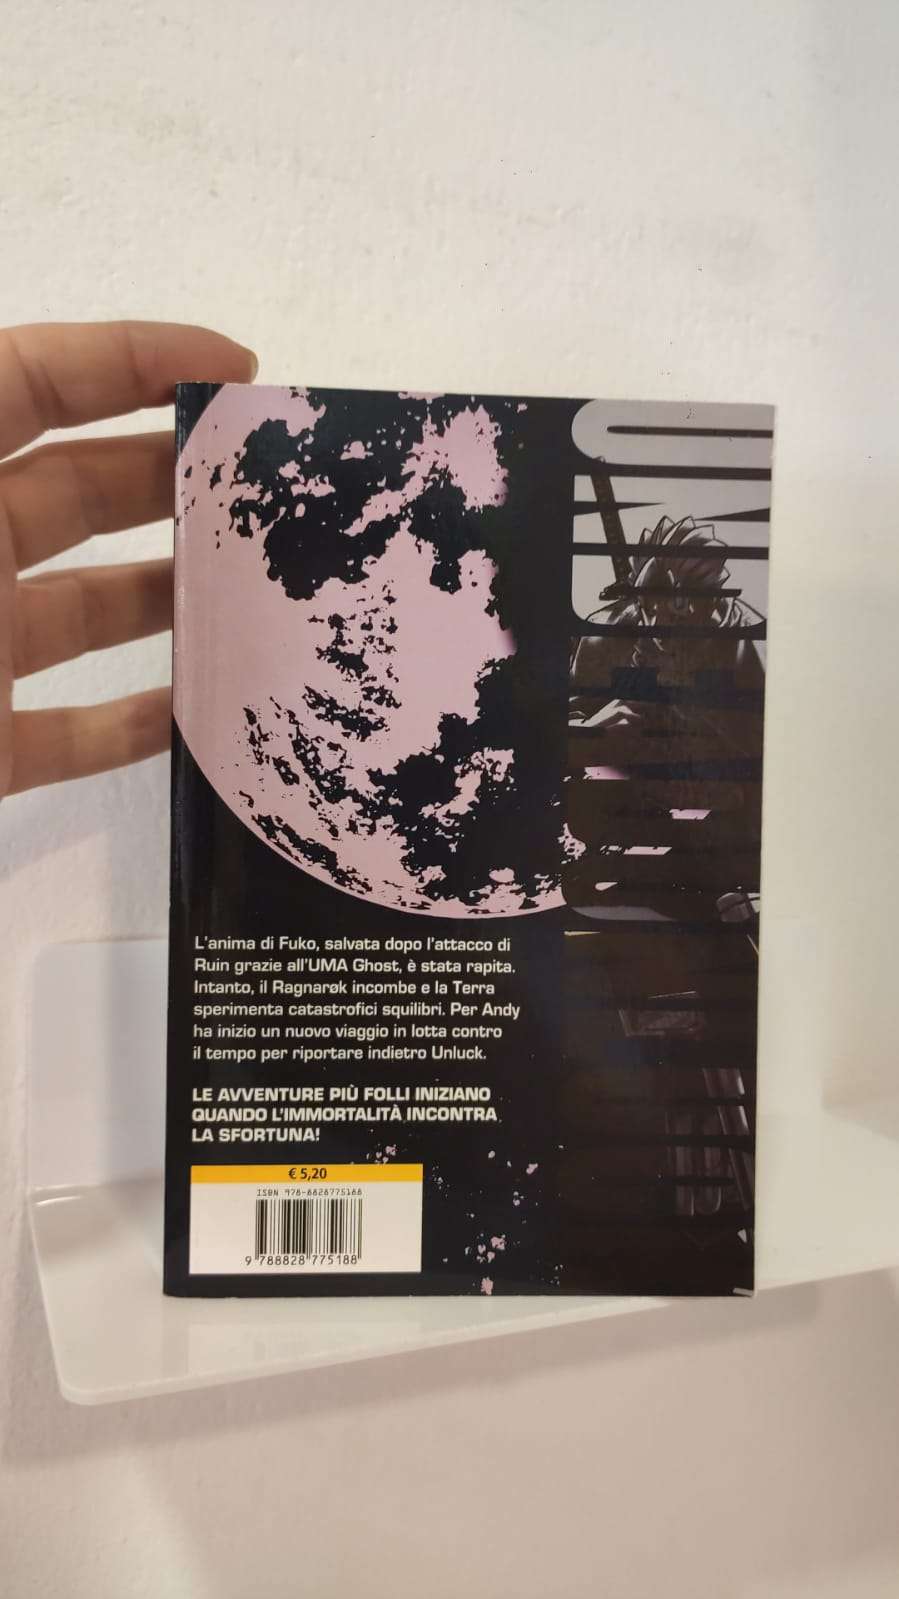 L'anima di Fuko, salvata dopo l'attacco di
Ruin grazie all'UMA Ghost, è stata rapita.
Intanto, il Ragnarøk incombe e la Terra
sperimenta catastrofici squilibri. Per Andy
ha inizio un nuovo viaggio in lotta contro
il tempo per riportare indietro Unluck.
LE AVVENTURE PIÙ FOLLI INIZIANO
QUANDO L'IMMORTALITÀ INCONTRA
LA SFORTUNA!
€ 5,20
ISBN 978-8828775188
9 788828 775188